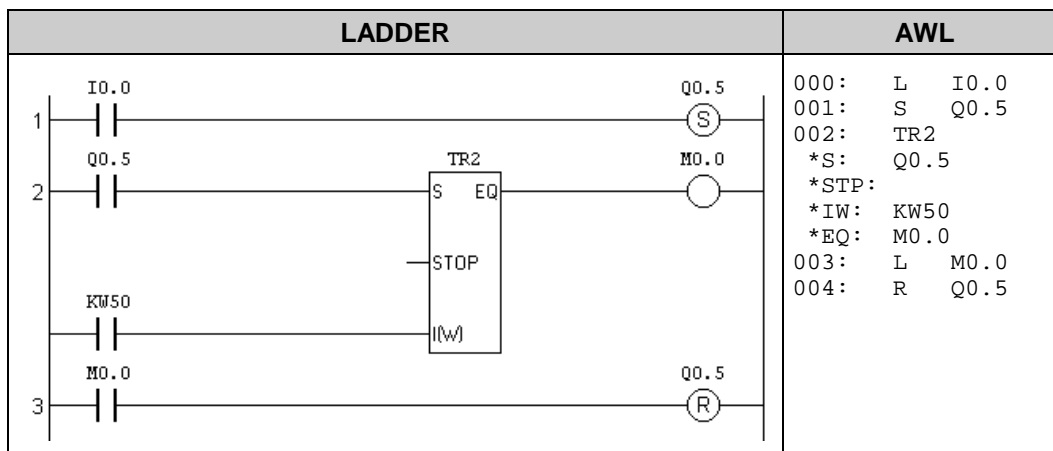 LADDER
AWL
I0.0
Q0.5
1
S
Q0.5
TR2
M0.0
2
S EQ
STOP
KW50
I(W)
M0.0
Q0.5
3
R
000: L I0.0
001: S Q0.5
002: TR2
*S: Q0.5
*STP:
*IW: KW50
*EQ: M0.0
003: L M0.0
004: R Q0.5